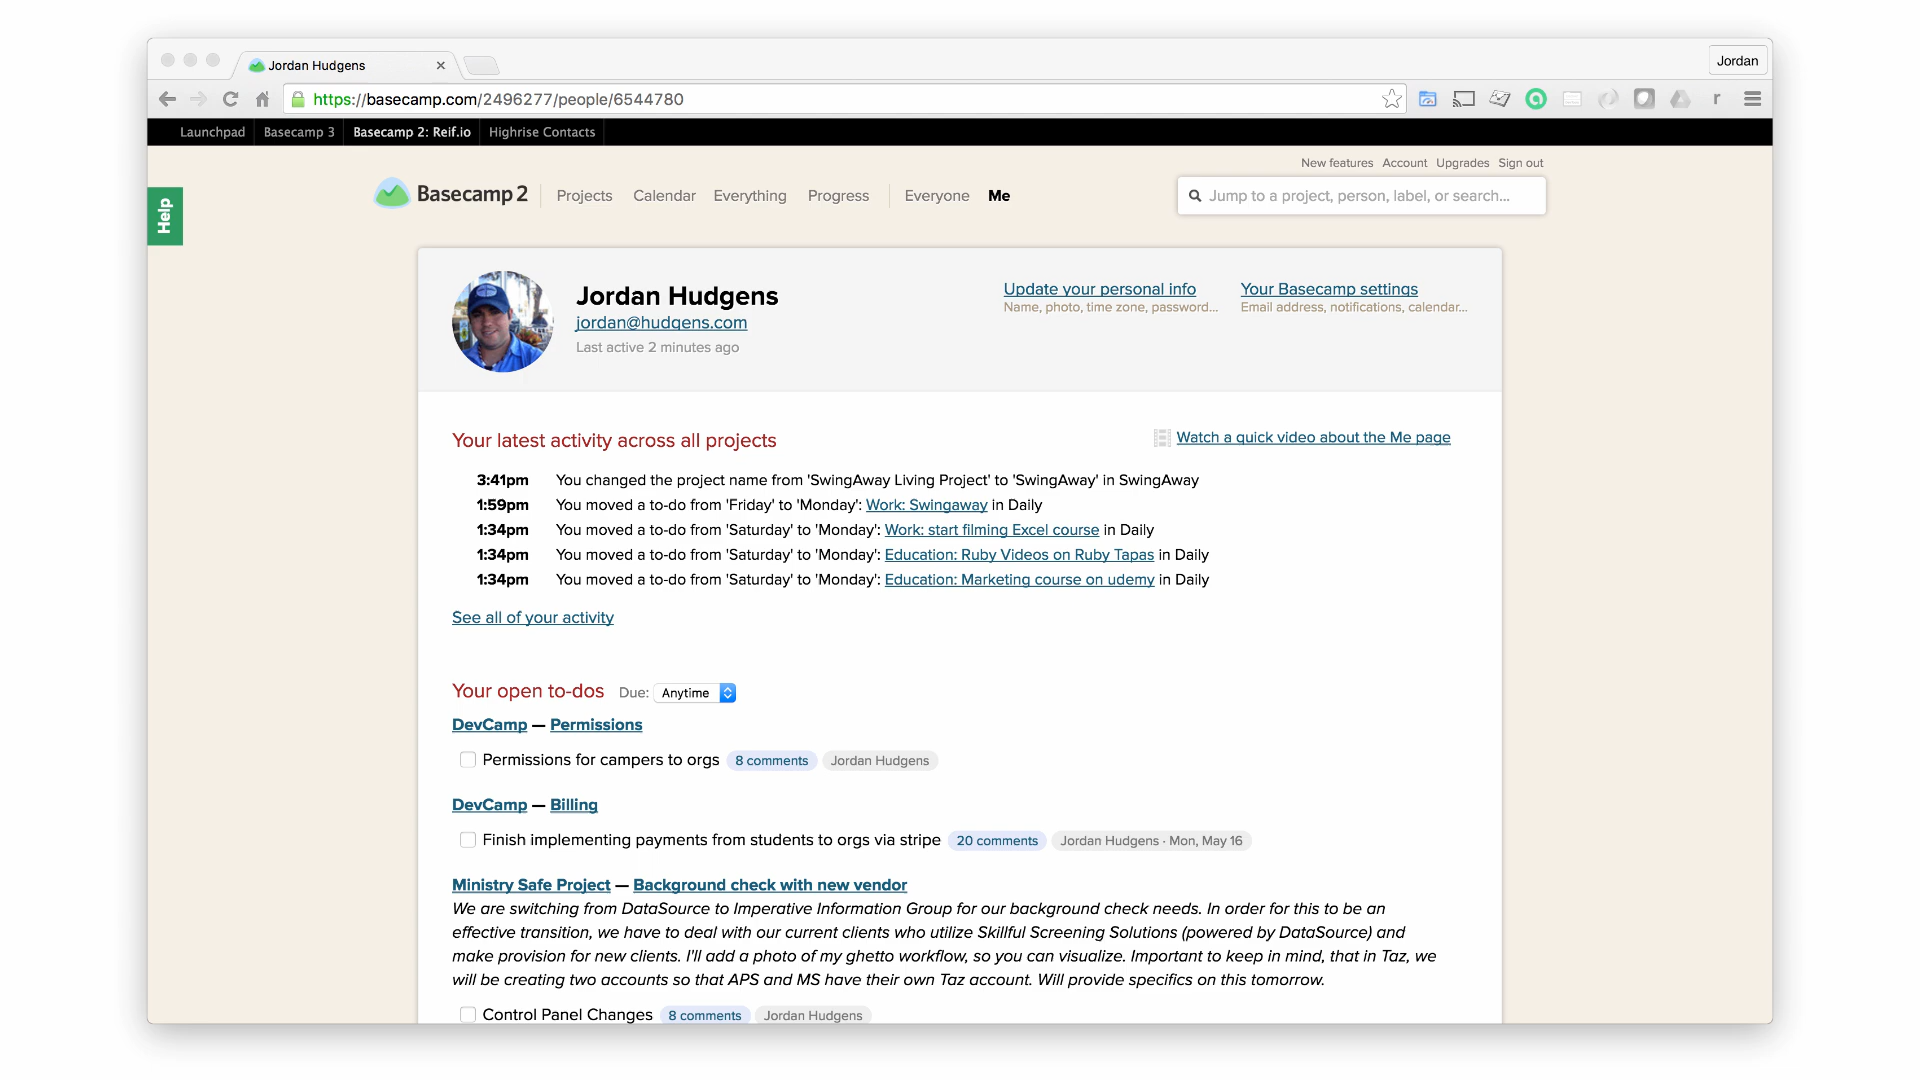 Jordan Hudgens
Jordan
https://basecamp.com/2496277/people/6544780
r
Launchpad Basecamp 3 Basecamp 2: Reif.io Highrise Contacts
New features Account Upgrades Sign out
Help
Basecamp 2 Projects Calendar Everything Progress Everyone Me
Jump to a project, person, label, or search...
Jordan Hudgens
jordan@hudgens.com
Last active 2 minutes ago
Update your personal info
Name, photo, time zone, password...
Your Basecamp settings
Email address, notifications, calendar...
Your latest activity across all projects
Watch a quick video about the Me page
3:41pm You changed the project name from 'SwingAway Living Project' to 'SwingAway' in SwingAway
1:59pm You moved a to-do from 'Friday' to 'Monday': Work: Swingaway in Daily
1:34pm You moved a to-do from 'Saturday' to 'Monday': Work: start filming Excel course in Daily
1:34pm You moved a to-do from 'Saturday' to 'Monday': Education: Ruby Videos on Ruby Tapas in Daily
1:34pm You moved a to-do from 'Saturday' to 'Monday': Education: Marketing course on udemy in Daily
See all of your activity
Your open to-dos Due: Anytime
DevCamp — Permissions
Permissions for campers to orgs 8 comments Jordan Hudgens
DevCamp — Billing
Finish implementing payments from students to orgs via stripe 20 comments Jordan Hudgens · Mon, May 16
Ministry Safe Project — Background check with new vendor
We are switching from DataSource to Imperative Information Group for our background check needs. In order for this to be an
effective transition, we have to deal with our current clients who utilize Skillful Screening Solutions (powered by DataSource) and
make provision for new clients. I'll add a photo of my ghetto workflow, so you can visualize. Important to keep in mind, that in Taz, we
will be creating two accounts so that APS and MS have their own Taz account. Will provide specifics on this tomorrow.
Control Panel Changes 8 comments Jordan Hudgens